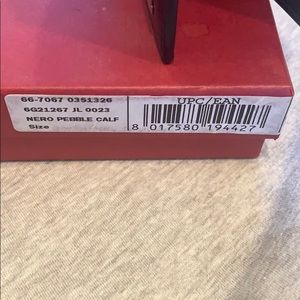 66-7067 0351326
6G21267 JL 0023
NERO PEBBLE CALF
Size
UPC/EAN
8 017580 194427